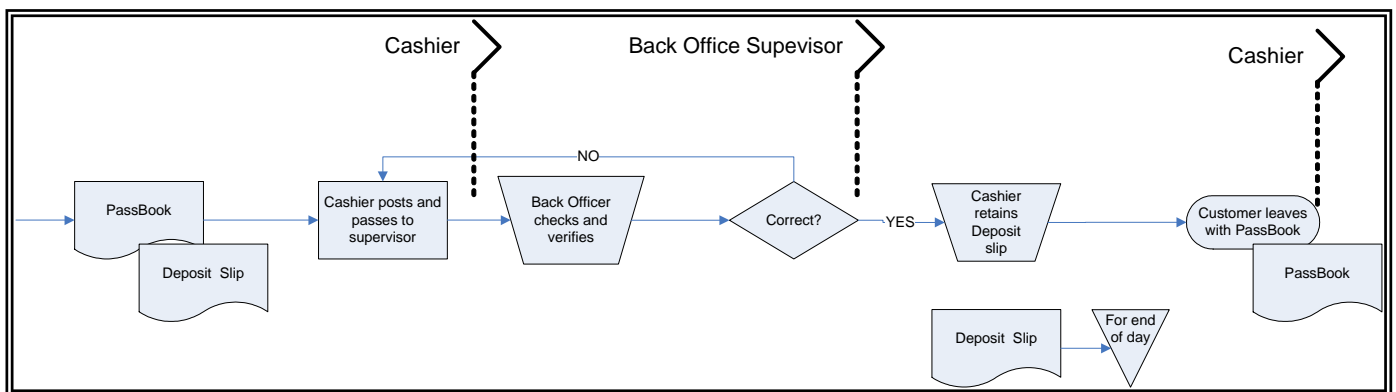 Cashier
Back Office Supevisor
Cashier
NO
PassBook
Deposit Slip
Cashier posts and
passes to
supervisor
Back Officer
checks and
verifies
Correct?
YES
Cashier
retains
Deposit
slip
Customer leaves
with PassBook
PassBook
Deposit Slip
For end
of day